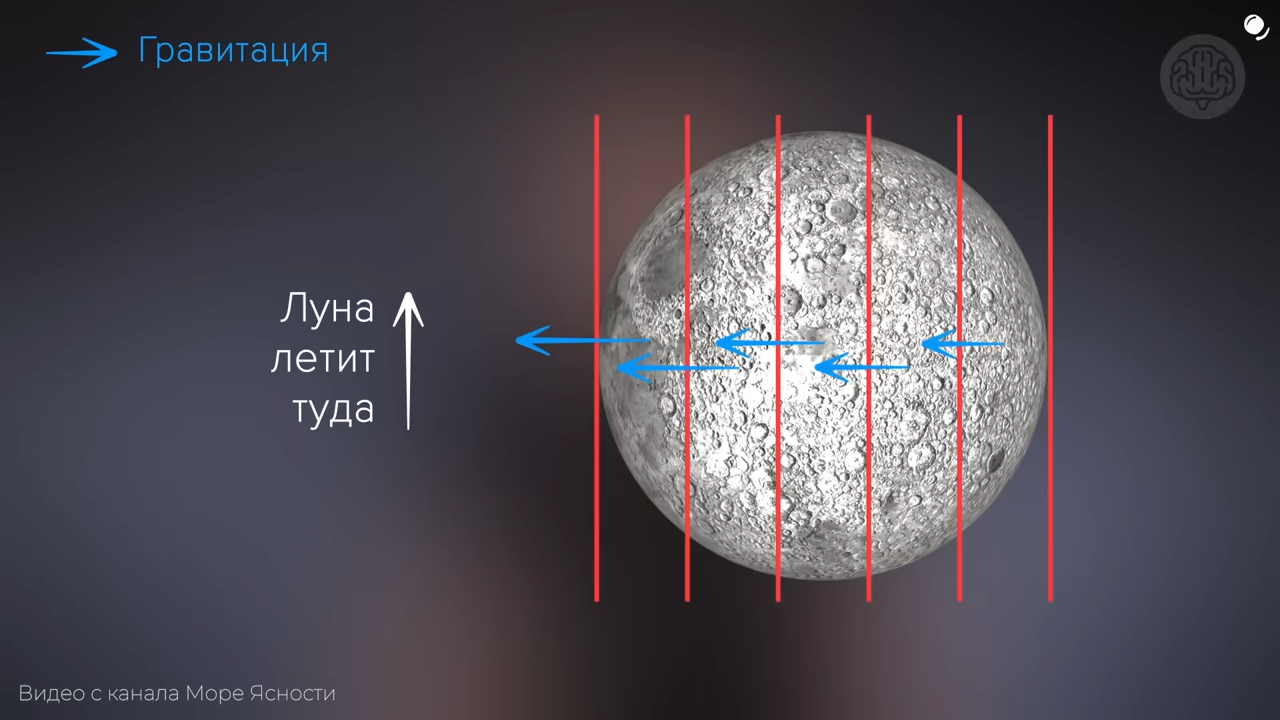 Гравитация
Луна
летит
туда
Видео с канала Море Ясности